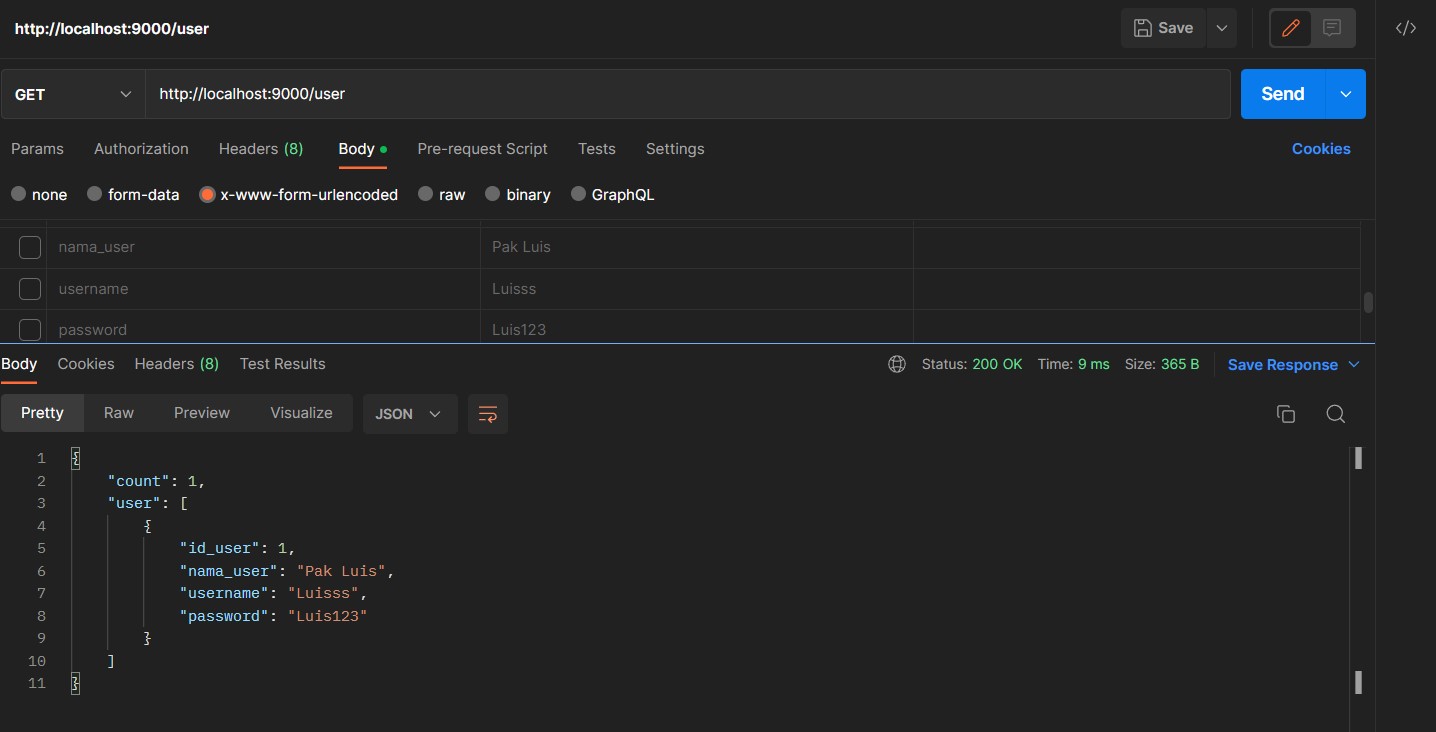 http://localhost:9000/user
Save
GET http://localhost:9000/user Send
Params Authorization Headers (8) Body Pre-request Script Tests Settings Cookies
none form-data x-www-form-urlencoded raw binary GraphQL
nama_user Pak Luis
username Luisss
password Luis123
Body Cookies Headers (8) Test Results Status: 200 OK Time: 9 ms Size: 365 B Save Response
Pretty Raw Preview Visualize JSON
1 {
2 "count": 1,
3 "user": [
4 {
5 "id_user": 1,
6 "nama_user": "Pak Luis",
7 "username": "Luisss",
8 "password": "Luis123"
9 }
10 ]
11 }